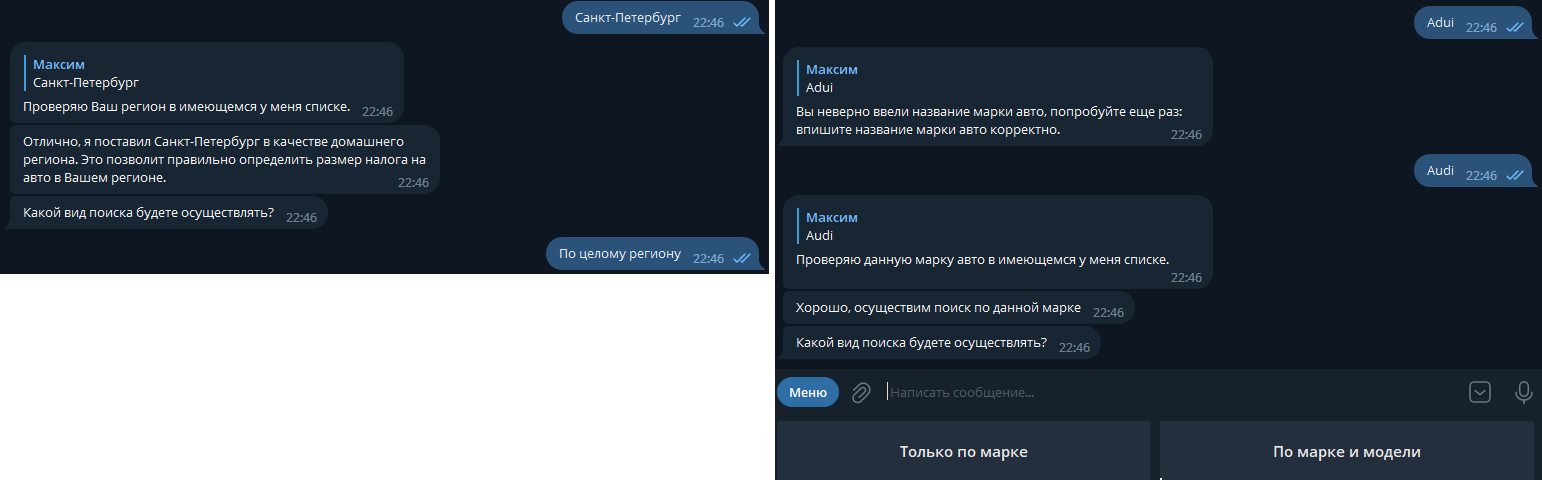 Санкт-Петербург 22:46
Максим
Санкт-Петербург
Проверяю Ваш регион в имеющемся у меня списке. 22:46
Отлично, я поставил Санкт-Петербург в качестве домашнего
региона. Это позволит правильно определить размер налога на
авто в Вашем регионе. 22:46
Какой вид поиска будете осуществлять? 22:46
По целому региону 22:46
Adui 22:46
Максим
Adui
Вы неверно ввели название марки авто, попробуйте еще раз:
впишите название марки авто корректно. 22:46
Audi 22:46
Максим
Audi
Проверяю данную марку авто в имеющемся у меня списке.
22:46
Хорошо, осуществим поиск по данной марке 22:46
Какой вид поиска будете осуществлять? 22:46
Меню Написать сообщение...
Только по марке По марке и модели